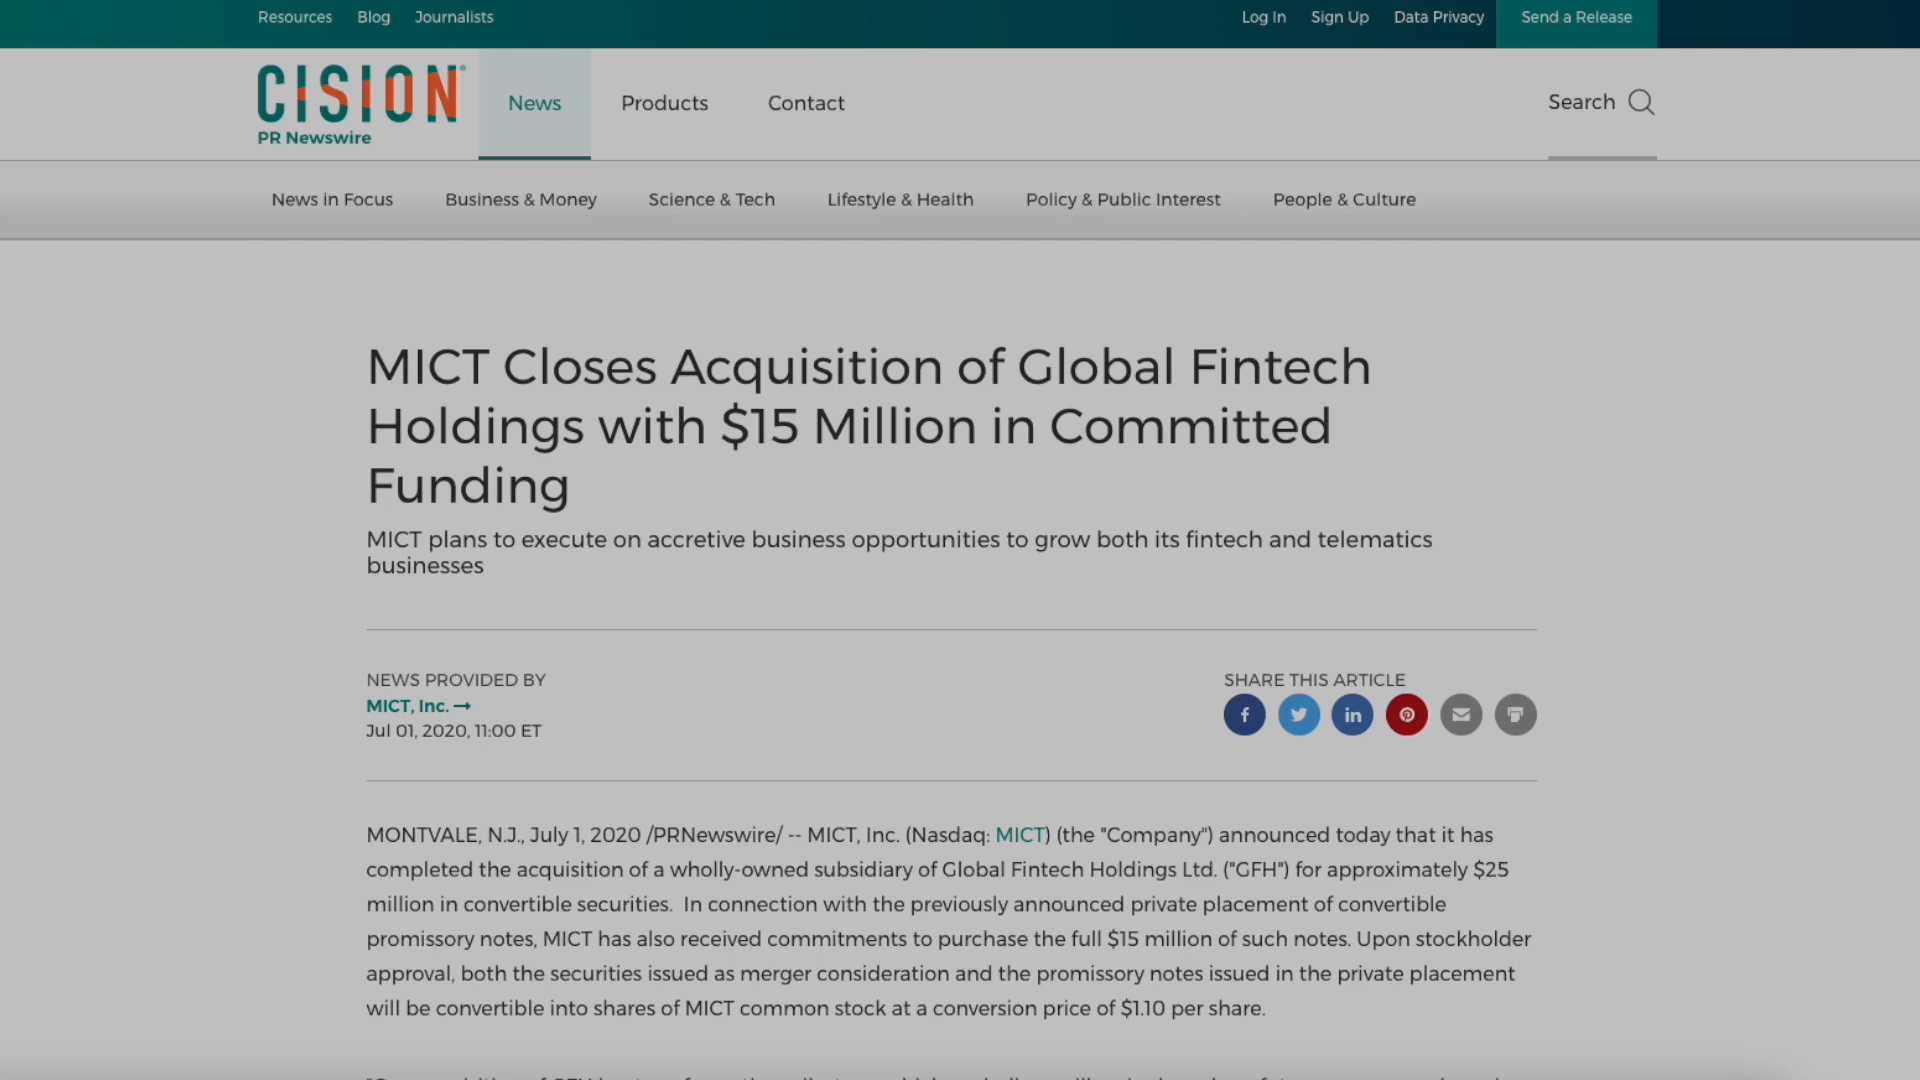 Resources Blog Journalists Log In Sign Up Data Privacy Send a Release
CISION
PR Newswire
News Products Contact Search
News in Focus Business & Money Science & Tech Lifestyle & Health Policy & Public Interest People & Culture
MICT Closes Acquisition of Global Fintech
Holdings with $15 Million in Committed
Funding
MICT plans to execute on accretive business opportunities to grow both its fintech and telematics
businesses
NEWS PROVIDED BY
MICT, Inc. →
Jul 01, 2020, 11:00 ET
SHARE THIS ARTICLE
MONTVALE, N.J., July 1, 2020 /PRNewswire/ -- MICT, Inc. (Nasdaq: MICT) (the "Company") announced today that it has
completed the acquisition of a wholly-owned subsidiary of Global Fintech Holdings Ltd. ("GFH") for approximately $25
million in convertible securities.  In connection with the previously announced private placement of convertible
promissory notes, MICT has also received commitments to purchase the full $15 million of such notes. Upon stockholder
approval, both the securities issued as merger consideration and the promissory notes issued in the private placement
will be convertible into shares of MICT common stock at a conversion price of $1.10 per share.